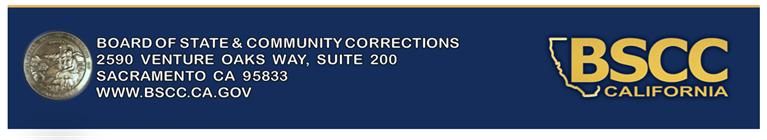 BOARD OF STATE & COMMUNITY CORRECTIONS
2590 VENTURE OAKS WAY, SUITE 200
SACRAMENTO CA 95833
WWW.BSCC.CA.GOV
BSCC
CALIFORNIA